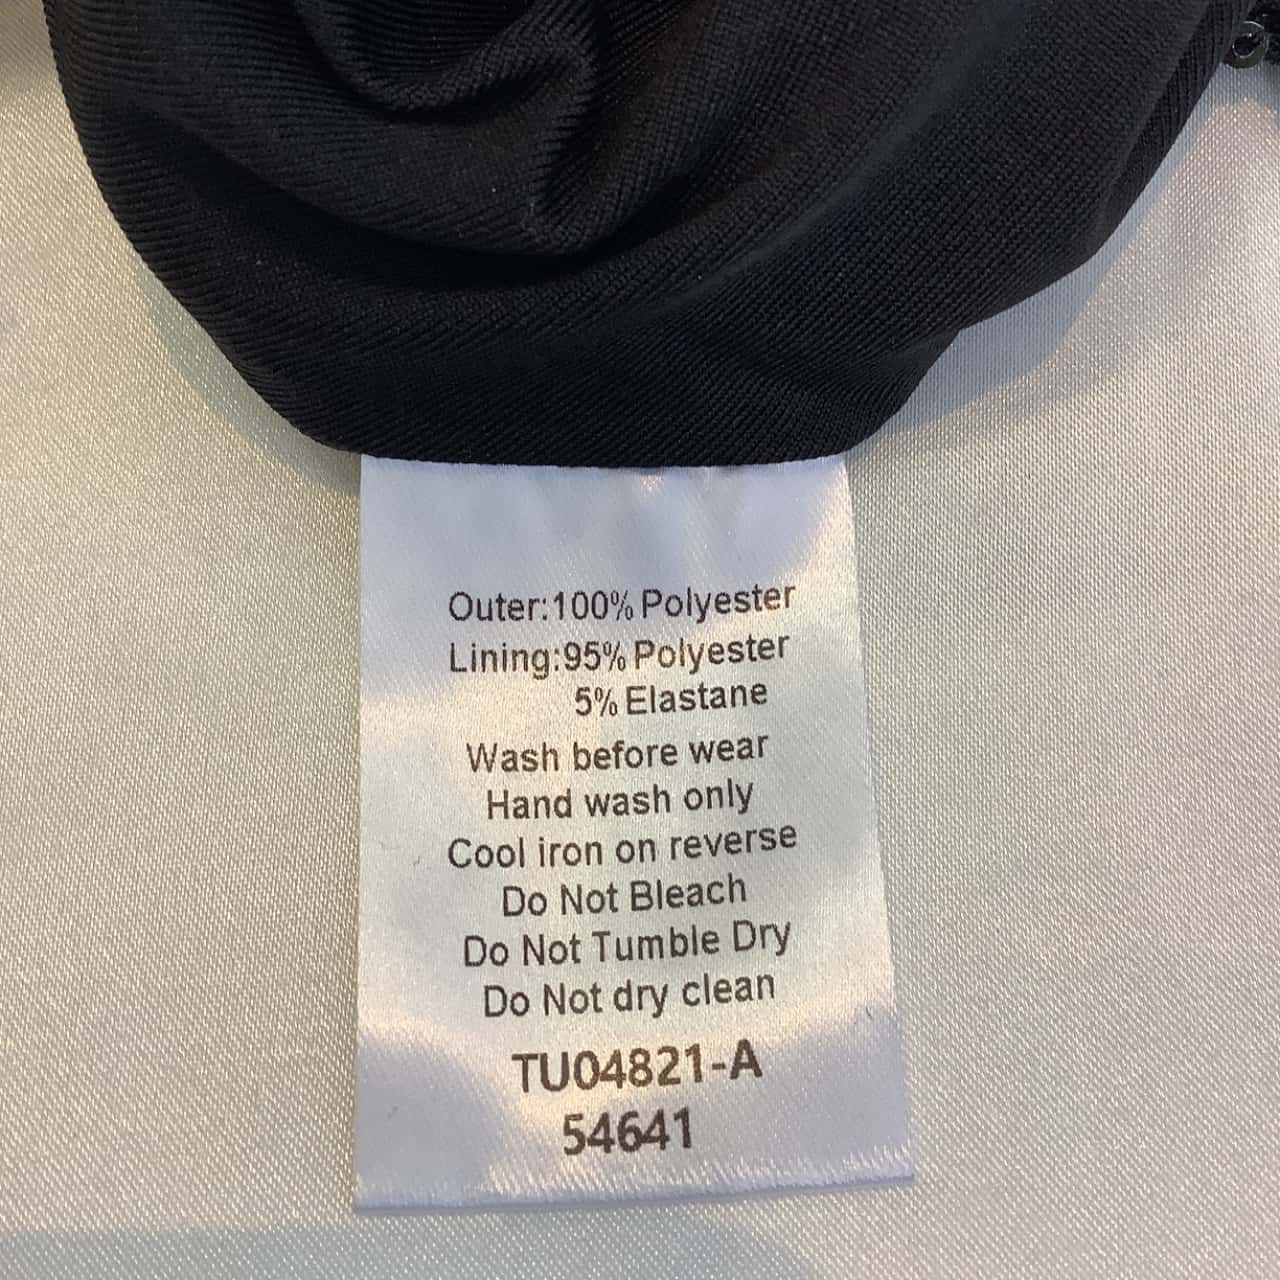 Outer:100% Polyester
Lining:95% Polyester
5% Elastane
Wash before wear
Hand wash only
Cool iron on reverse
Do Not Bleach
Do Not Tumble Dry
Do Not dry clean
TU04821-A
54641